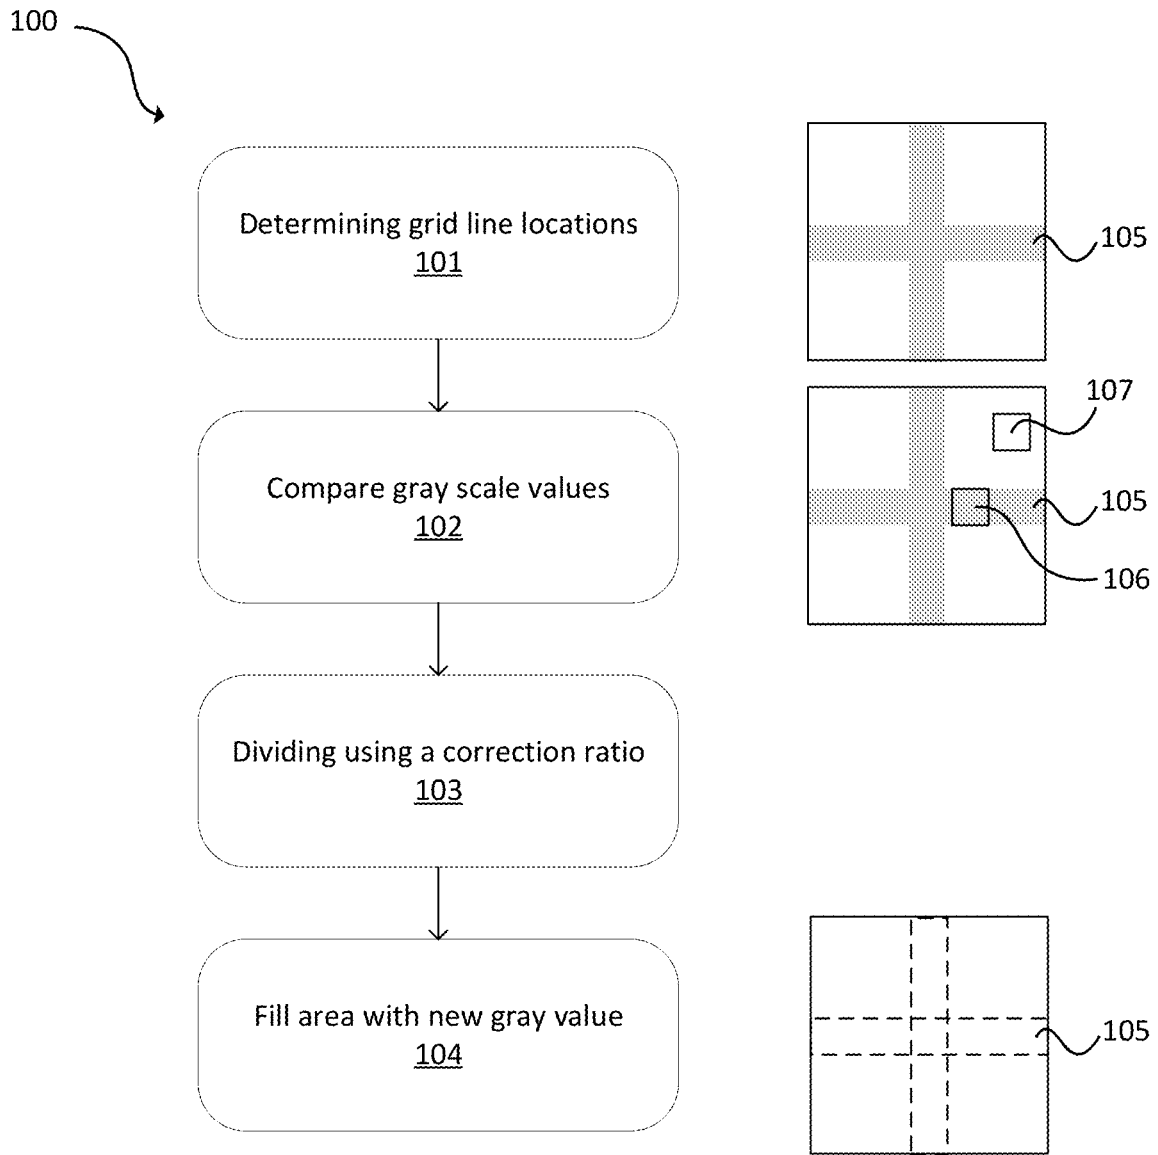 100
Determining grid line locations
101
105
107
Compare gray scale values
102
105
106
Dividing using a correction ratio
103
Fill area with new gray value
104
105